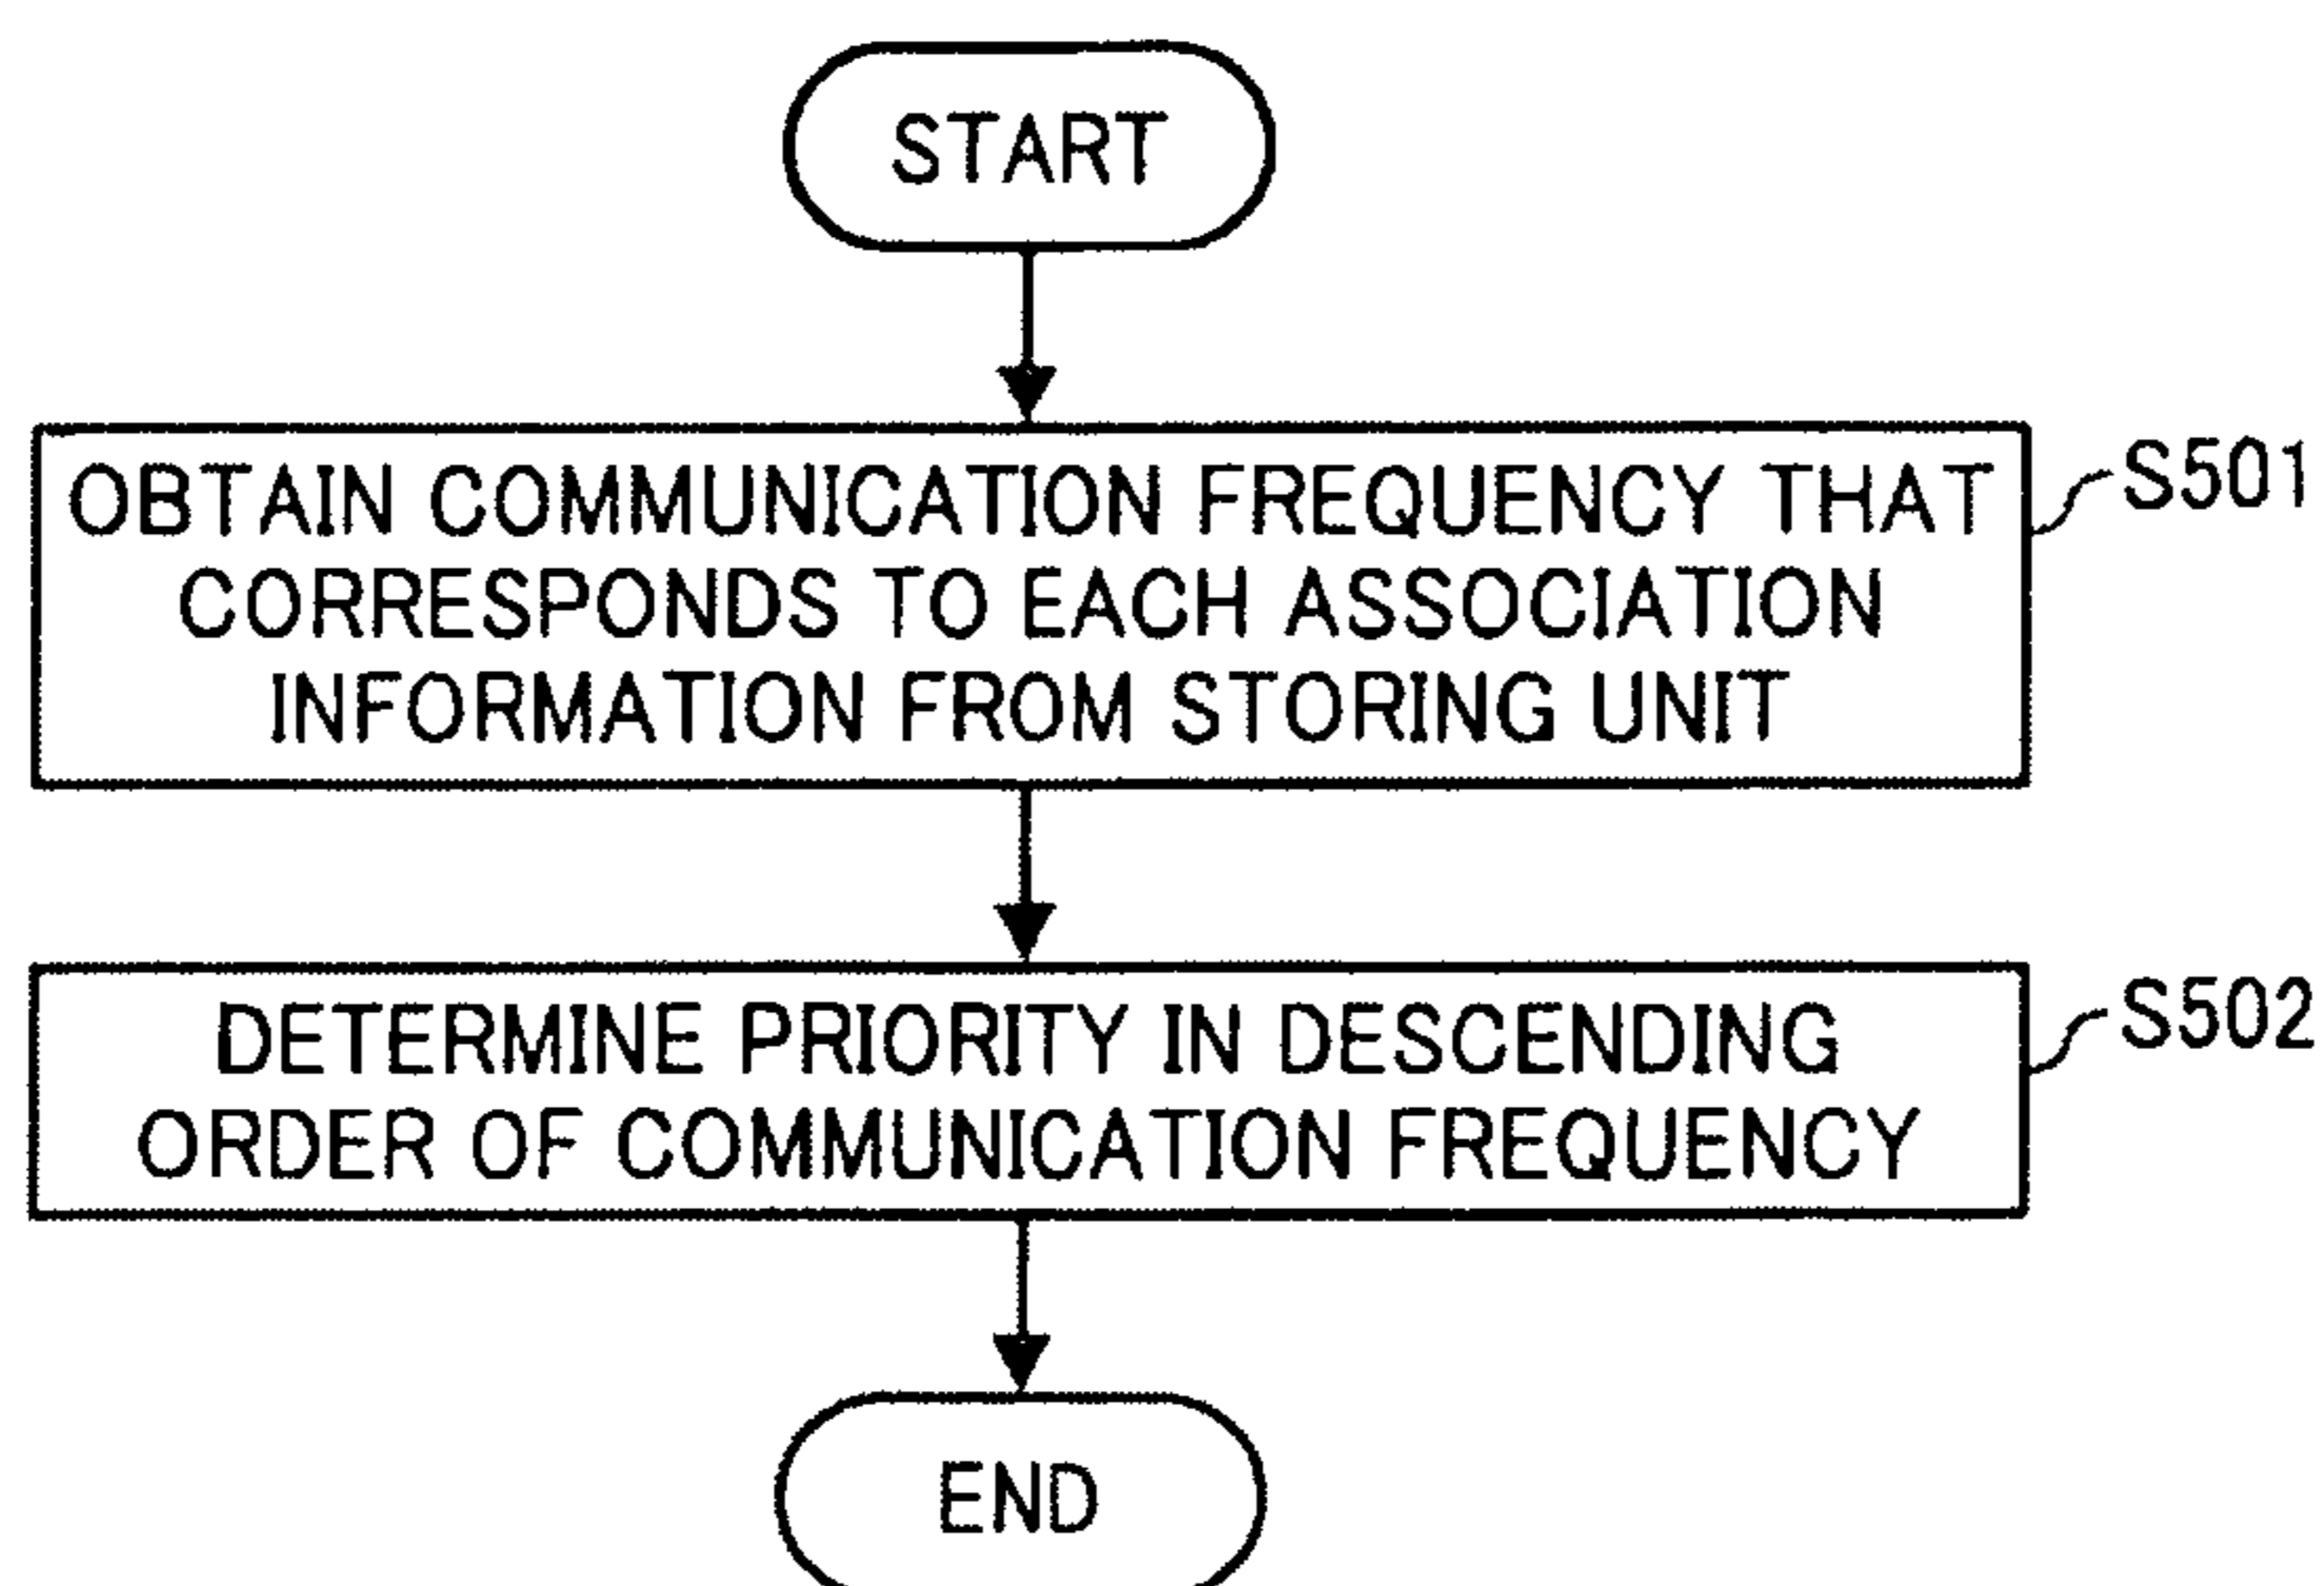 START
OBTAIN COMMUNICATION FREQUENCY THAT
CORRESPONDS TO EACH ASSOCIATION
INFORMATION FROM STORING UNIT
S501
DETERMINE PRIORITY IN DESCENDING
ORDER OF COMMUNICATION FREQUENCY
S502
END